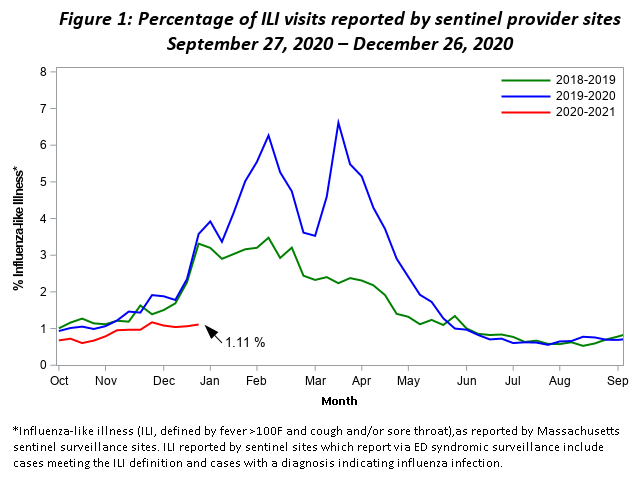 Figure 1: Percentage of ILI visits reported by sentinel provider sites
September 27, 2020 – December 26, 2020
8
7
6
5
4
3
2
1
0
% Influenza-like Illness*
2018-2019
2019-2020
2020-2021
1.11 %
Oct Nov Dec Jan Feb Mar Apr May Jun Jul Aug Sep
Month
*Influenza-like illness (ILI, defined by fever >100F and cough and/or sore throat),as reported by Massachusetts
sentinel surveillance sites. ILI reported by sentinel sites which report via ED syndromic surveillance include
cases meeting the ILI definition and cases with a diagnosis indicating influenza infection.